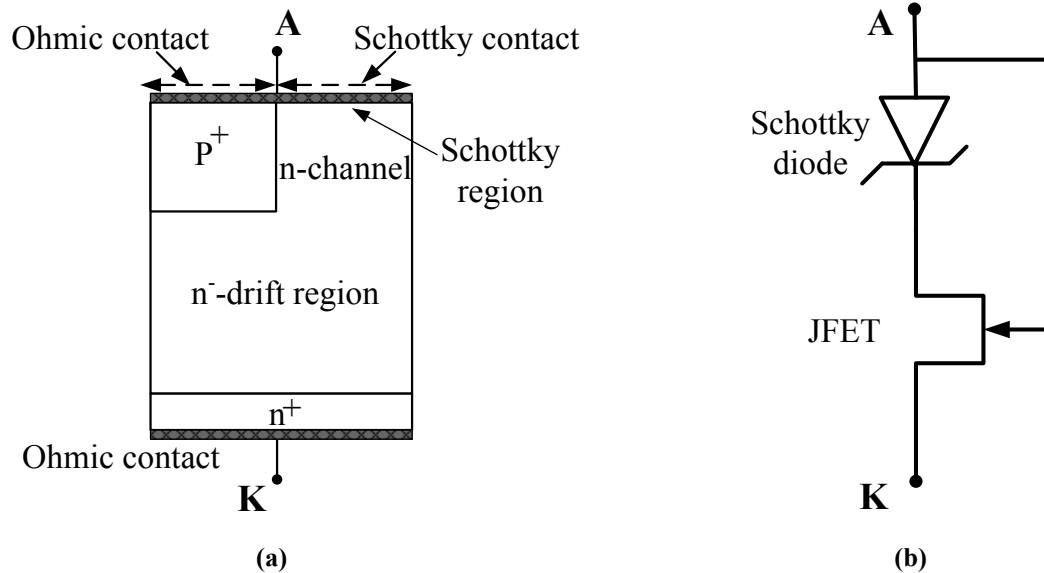 A
Ohmic contact
Schottky contact
P+
n-channel
Schottky
region
n--drift region
n+
Ohmic contact
K
(a)
A
Schottky
diode
JFET
K
(b)